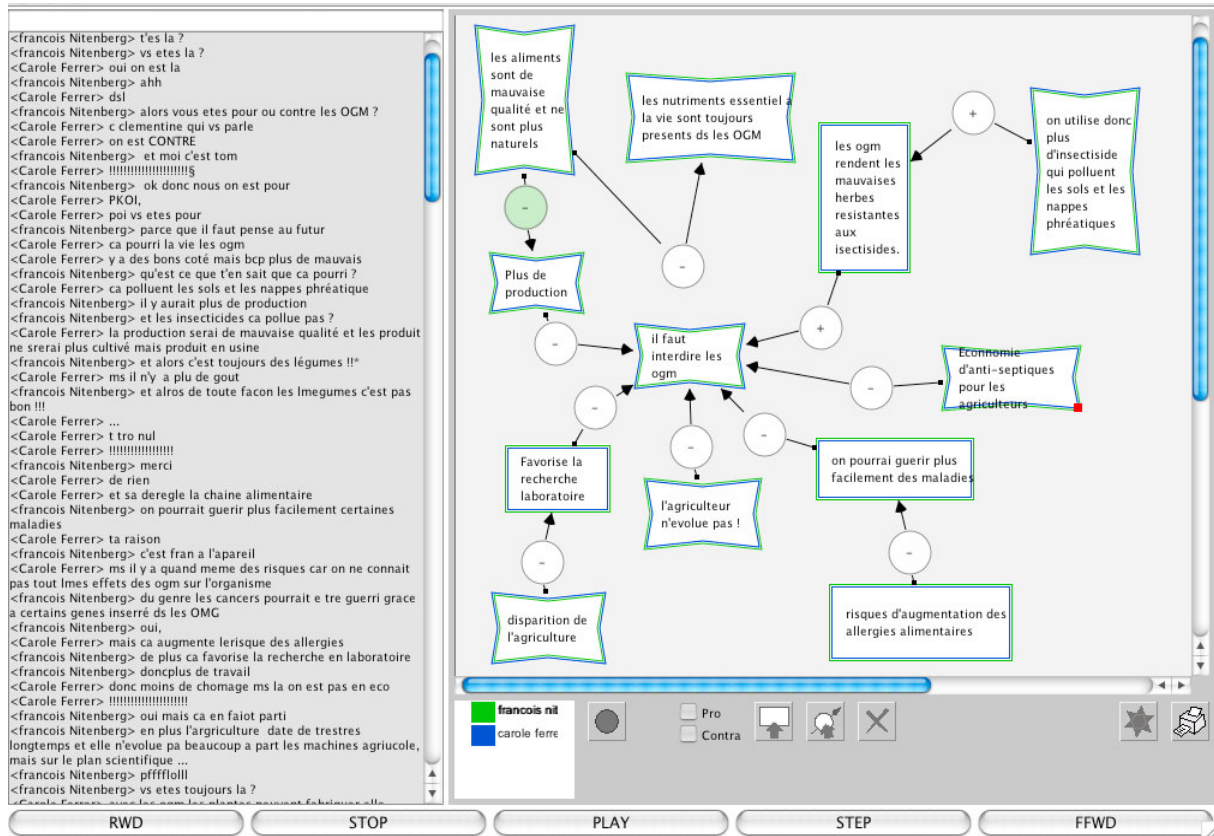 <francois Nitenberg> t'es la ?
<francois Nitenberg> vs etes la ?
<Carole Ferrer> oui on est la
<francois Nitenberg> ahh
<Carole Ferrer> dsl
<francois Nitenberg> alors vous etes pour ou contre les OGM ?
<Carole Ferrer> c clementine qui vs parle
<Carole Ferrer> on est CONTRE
<francois Nitenberg> et moi c'est tom
<Carole Ferrer> !!!!!!!!!!!!!!!!!!!!!!§
<francois Nitenberg> ok donc nous on est pour
<Carole Ferrer> PKOI,
<Carole Ferrer> poi vs etes pour
<francois Nitenberg> parce que il faut pense au futur
<Carole Ferrer> ca pourri la vie les ogm
<Carole Ferrer> y a des bons coté mais bcp plus de mauvais
<francois Nitenberg> qu'est ce que t'en sait que ca pourri ?
<Carole Ferrer> ca polluent les sols et les nappes phréatique
<francois Nitenberg> il y aurait plus de production
<francois Nitenberg> et les insecticides ca pollue pas ?
<Carole Ferrer> la production serai de mauvaise qualité et les produit
ne srerai plus cultivé mais produit en usine
<francois Nitenberg> et alors c'est toujours des légumes !!*
<Carole Ferrer> ms il n'y a plu de gout
<francois Nitenberg> et alros de toute facon les lmegumes c'est pas
bon !!!
<Carole Ferrer> ...
<Carole Ferrer> t tro nul
<Carole Ferrer> !!!!!!!!!!!!!!!!!!
<francois Nitenberg> merci
<Carole Ferrer> de rien
<Carole Ferrer> et sa deregle la chaine alimentaire
<francois Nitenberg> on pourrait guerir plus facilement certaines
maladies
<Carole Ferrer> ta raison
<francois Nitenberg> c'est fran a l'apareil
<Carole Ferrer> ms il y a quand meme des risques car on ne connait
pas tout lmes effets des ogm sur l'organisme
<francois Nitenberg> du genre les cancers pourrait e tre guerri grace
a certains genes inserré ds les OMG
<francois Nitenberg> oui,
<Carole Ferrer> mais ca augmente lerisque des allergies
<francois Nitenberg> de plus ca favorise la recherche en laboratoire
<francois Nitenberg> doncplus de travail
<Carole Ferrer> donc moins de chomage ms la on est pas en eco
<Carole Ferrer> !!!!!!!!!!!!!!!!!!!!!!
<francois Nitenberg> oui mais ca en faiot parti
<francois Nitenberg> en plus l'argriculture date de trestres
longtemps et elle n'evolue pa beaucoup a part les machines agriucole,
mais sur le plan scientifique ...
<francois Nitenberg> pfffflolll
<francois Nitenberg> vs etes toujours la ?
les aliments
sont de
mauvaise
qualité et ne
sont plus
naturels
les nutriments essentiel a
la vie sont toujours
presents ds les OGM
+
on utilise donc
plus
d'insectiside
qui polluent
les sols et les
nappes
phréatiques
les ogm
rendent les
mauvaises
herbes
resistantes
aux
isectisides.
-
-
Plus de
production
-
+
il faut
interdire les
ogm
Econnomie
d'anti-septiques
pour les
agriculteurs
-
-
-
-
Favorise la
recherche
laboratoire
on pourrai guerir plus
facilement des maladies
l'agriculteur
n'evolue pas !
-
-
disparition de
l'agriculture
risques d'augmentation des
allergies alimentaires
francois nit
carole ferre
Pro
Contra
RWD
STOP
PLAY
STEP
FFWD